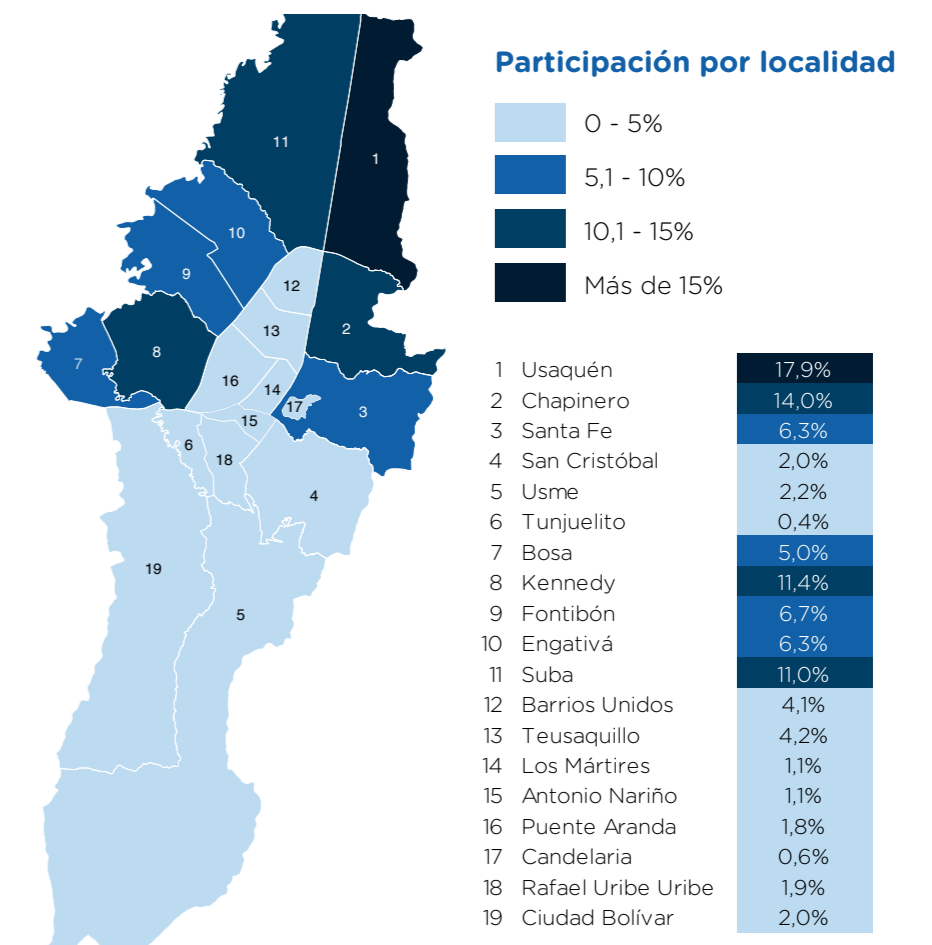 Participación por localidad
0 - 5%
5,1 - 10%
10,1 - 15%
Más de 15%
11
1
10
9
12
13
2
8
7
16
14
17
3
15
6
18
4
19
5
1 Usaquén 17,9%
2 Chapinero 14,0%
3 Santa Fe 6,3%
4 San Cristóbal 2,0%
5 Usme 2,2%
6 Tunjuelito 0,4%
7 Bosa 5,0%
8 Kennedy 11,4%
9 Fontibón 6,7%
10 Engativá 6,3%
11 Suba 11,0%
12 Barrios Unidos 4,1%
13 Teusaquillo 4,2%
14 Los Mártires 1,1%
15 Antonio Nariño 1,1%
16 Puente Aranda 1,8%
17 Candelaria 0,6%
18 Rafael Uribe Uribe 1,9%
19 Ciudad Bolívar 2,0%